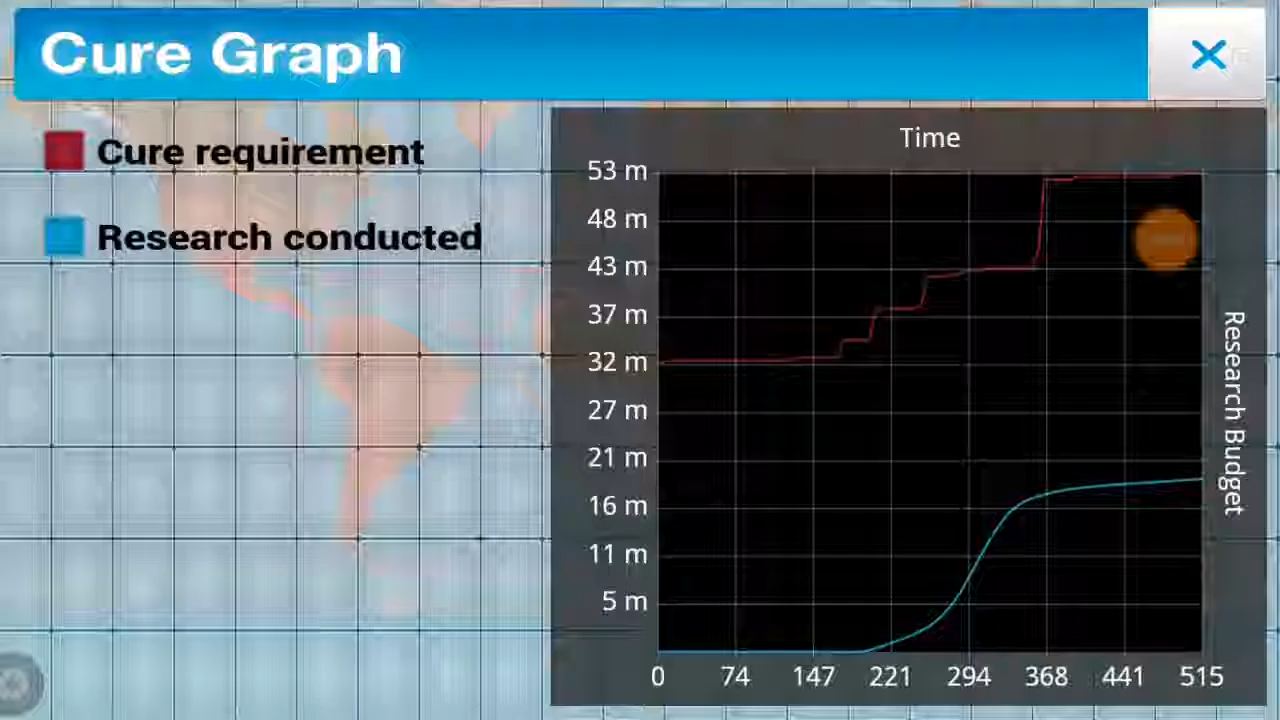 Cure Graph
Cure requirement
Research conducted
Time
53 m
48 m
43 m
37 m
32 m
27 m
21 m
16 m
11 m
5 m
0 74 147 221 294 368 441 515
Research Budget